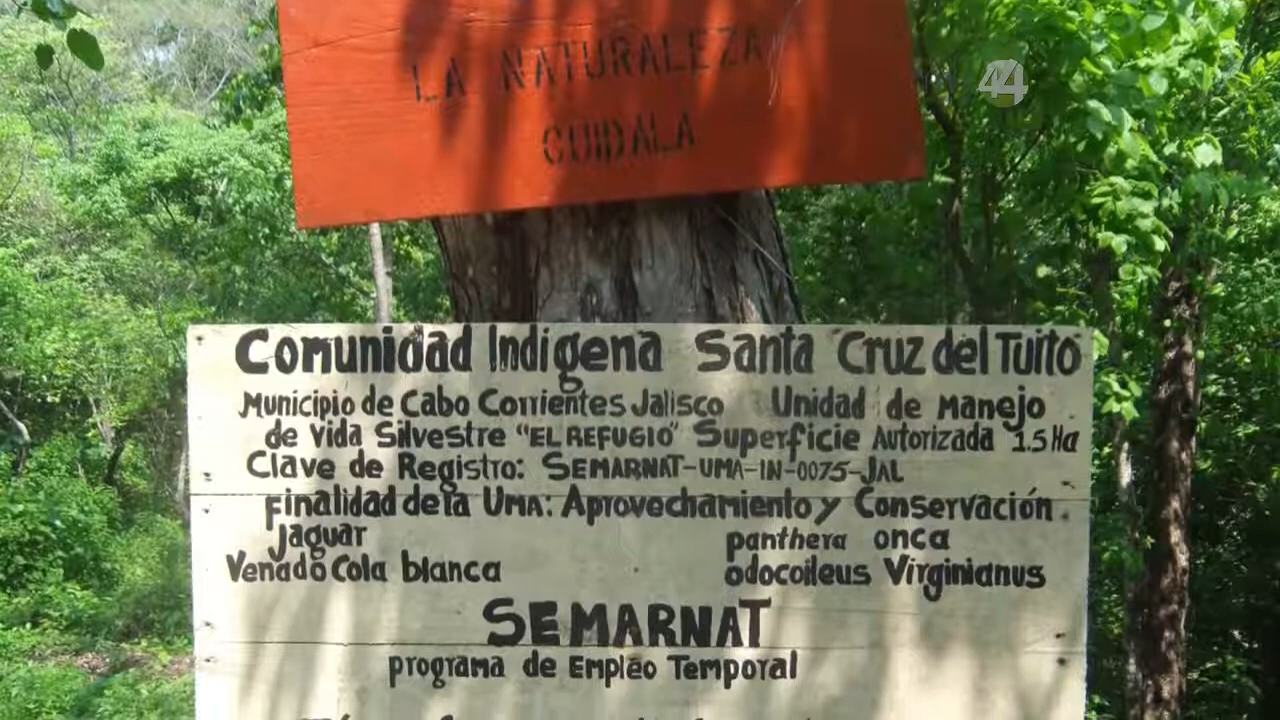 LA NATURALEZA
CUIDALA
44
Comunidad Indigena Santa Cruz del Tuito
Municipio de Cabo Corrientes Jalisco Unidad de Manejo
de Vida Silvestre "EL REFUGIO" Superficie Autorizada 1.5 Ha
Clave de Registro: SEMARNAT-UMA-IN-0075-JAL
Finalidad de la UMA: Aprovechamiento y Conservación.
Jaguar panthera onca
Venado Cola blanca odocoileus Virginianus
SEMARNAT
programa de Empleo Temporal